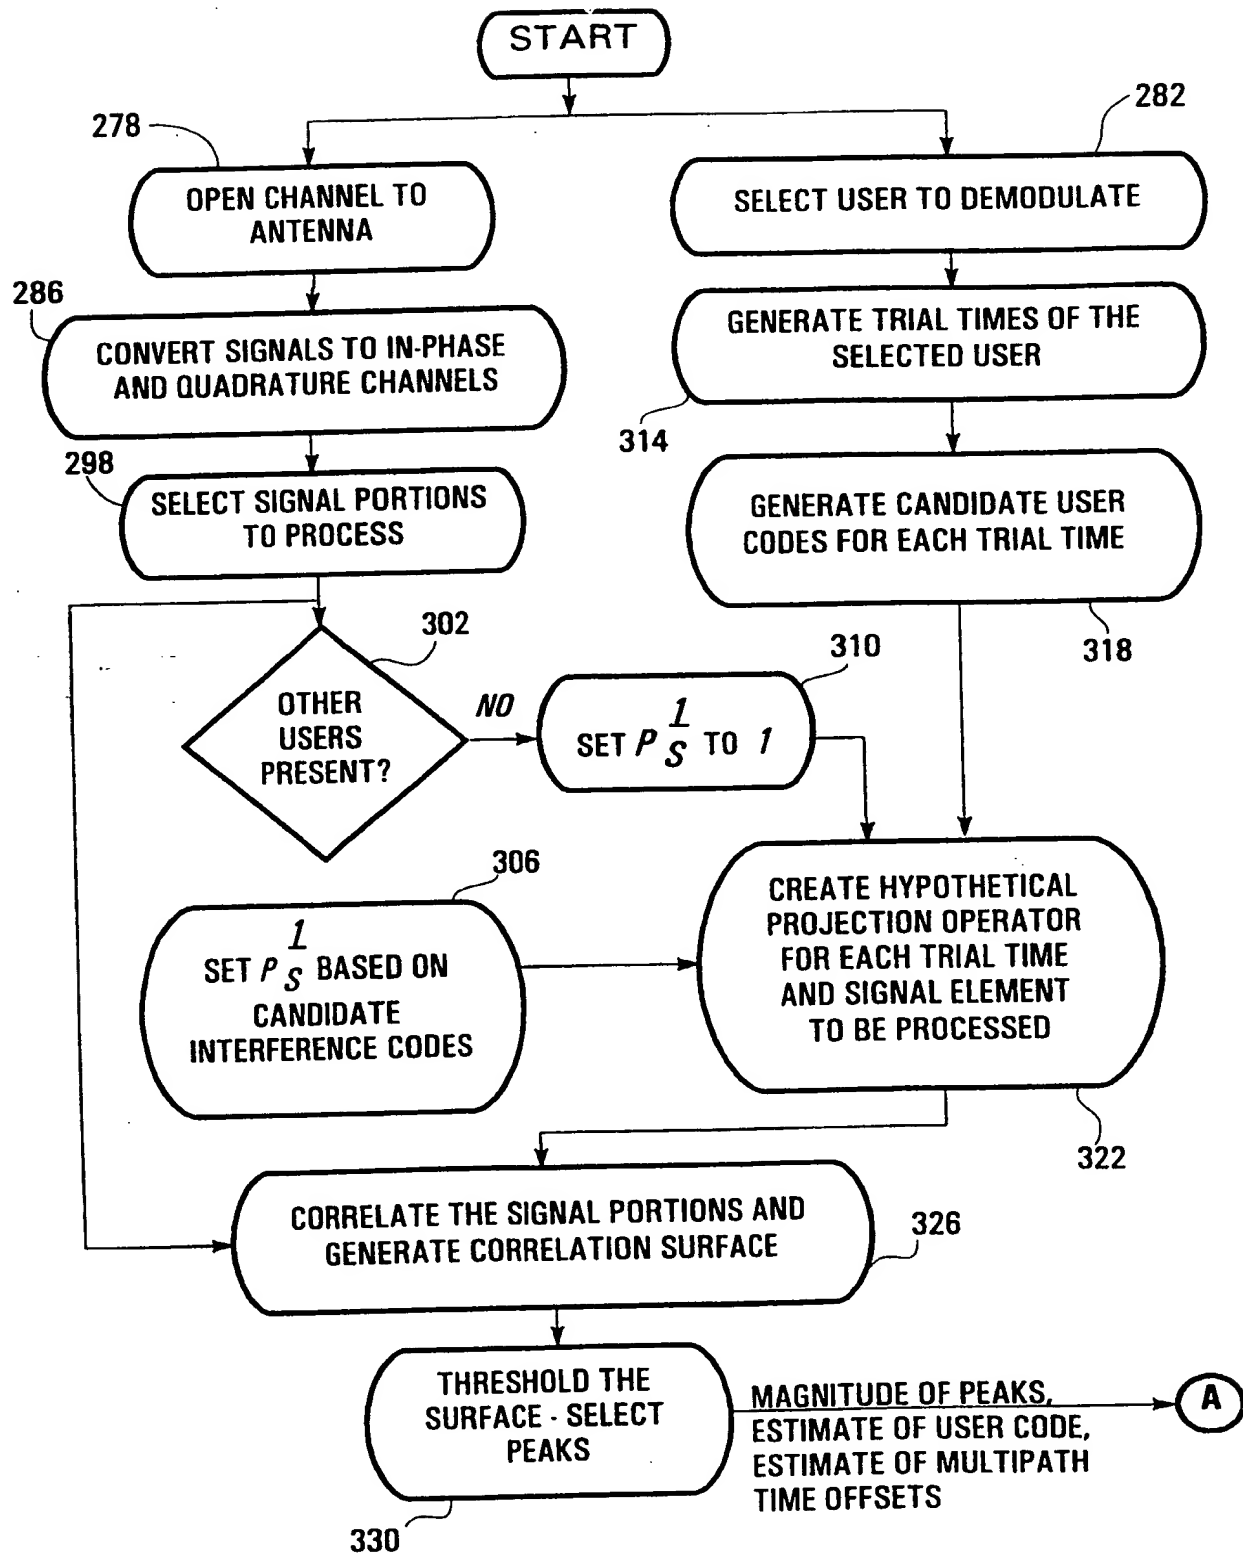 START
278
282
OPEN CHANNEL TO
ANTENNA
SELECT USER TO DEMODULATE
286
CONVERT SIGNALS TO IN-PHASE
AND QUADRATURE CHANNELS
GENERATE TRIAL TIMES OF THE
SELECTED USER
314
298
SELECT SIGNAL PORTIONS
TO PROCESS
GENERATE CANDIDATE USER
CODES FOR EACH TRIAL TIME
318
302
OTHER
USERS
PRESENT?
NO
310
1
SET P S TO 1
306
1
SET P S BASED ON
CANDIDATE
INTERFERENCE CODES
CREATE HYPOTHETICAL
PROJECTION OPERATOR
FOR EACH TRIAL TIME
AND SIGNAL ELEMENT
TO BE PROCESSED
322
CORRELATE THE SIGNAL PORTIONS AND
GENERATE CORRELATION SURFACE
326
THRESHOLD THE
SURFACE - SELECT
PEAKS
330
MAGNITUDE OF PEAKS,
ESTIMATE OF USER CODE,
ESTIMATE OF MULTIPATH
TIME OFFSETS
A